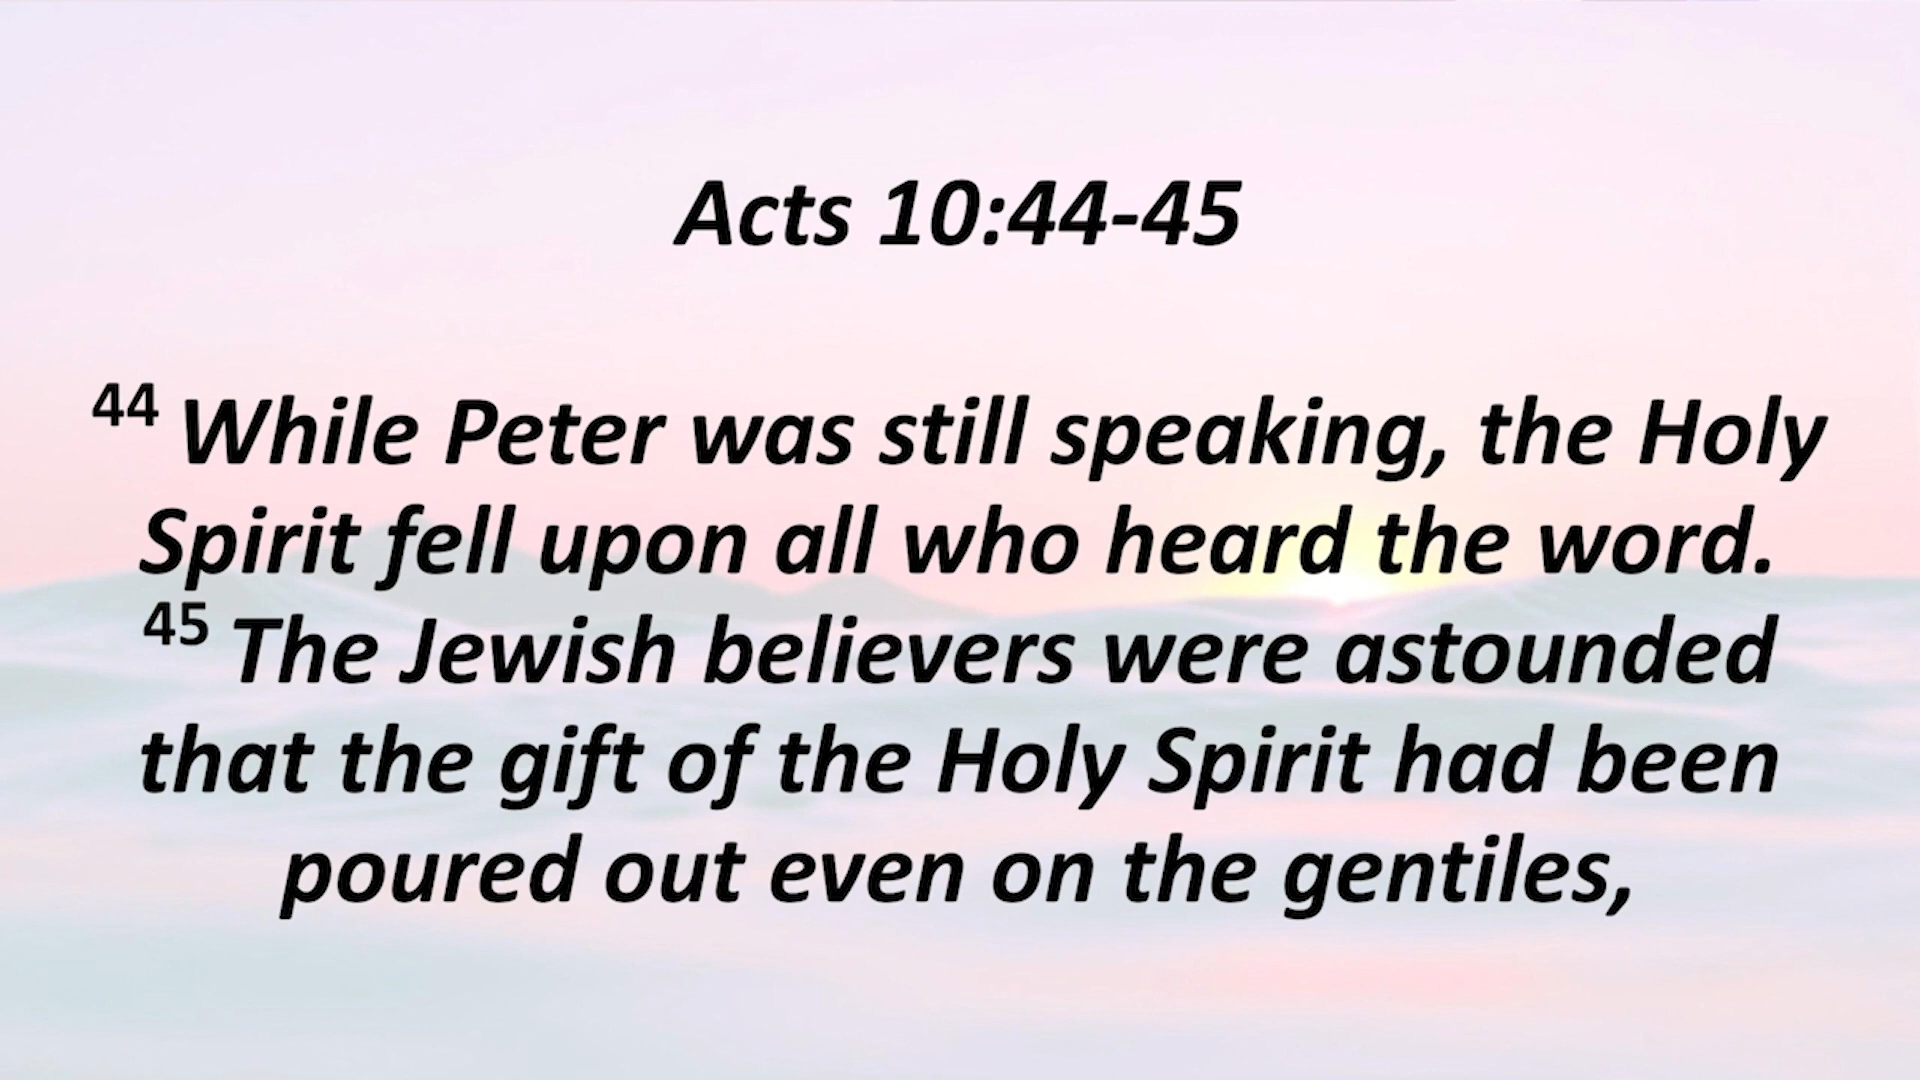 Acts 10:44-45
44 While Peter was still speaking, the Holy
Spirit fell upon all who heard the word.
45 The Jewish believers were astounded
that the gift of the Holy Spirit had been
poured out even on the gentiles,